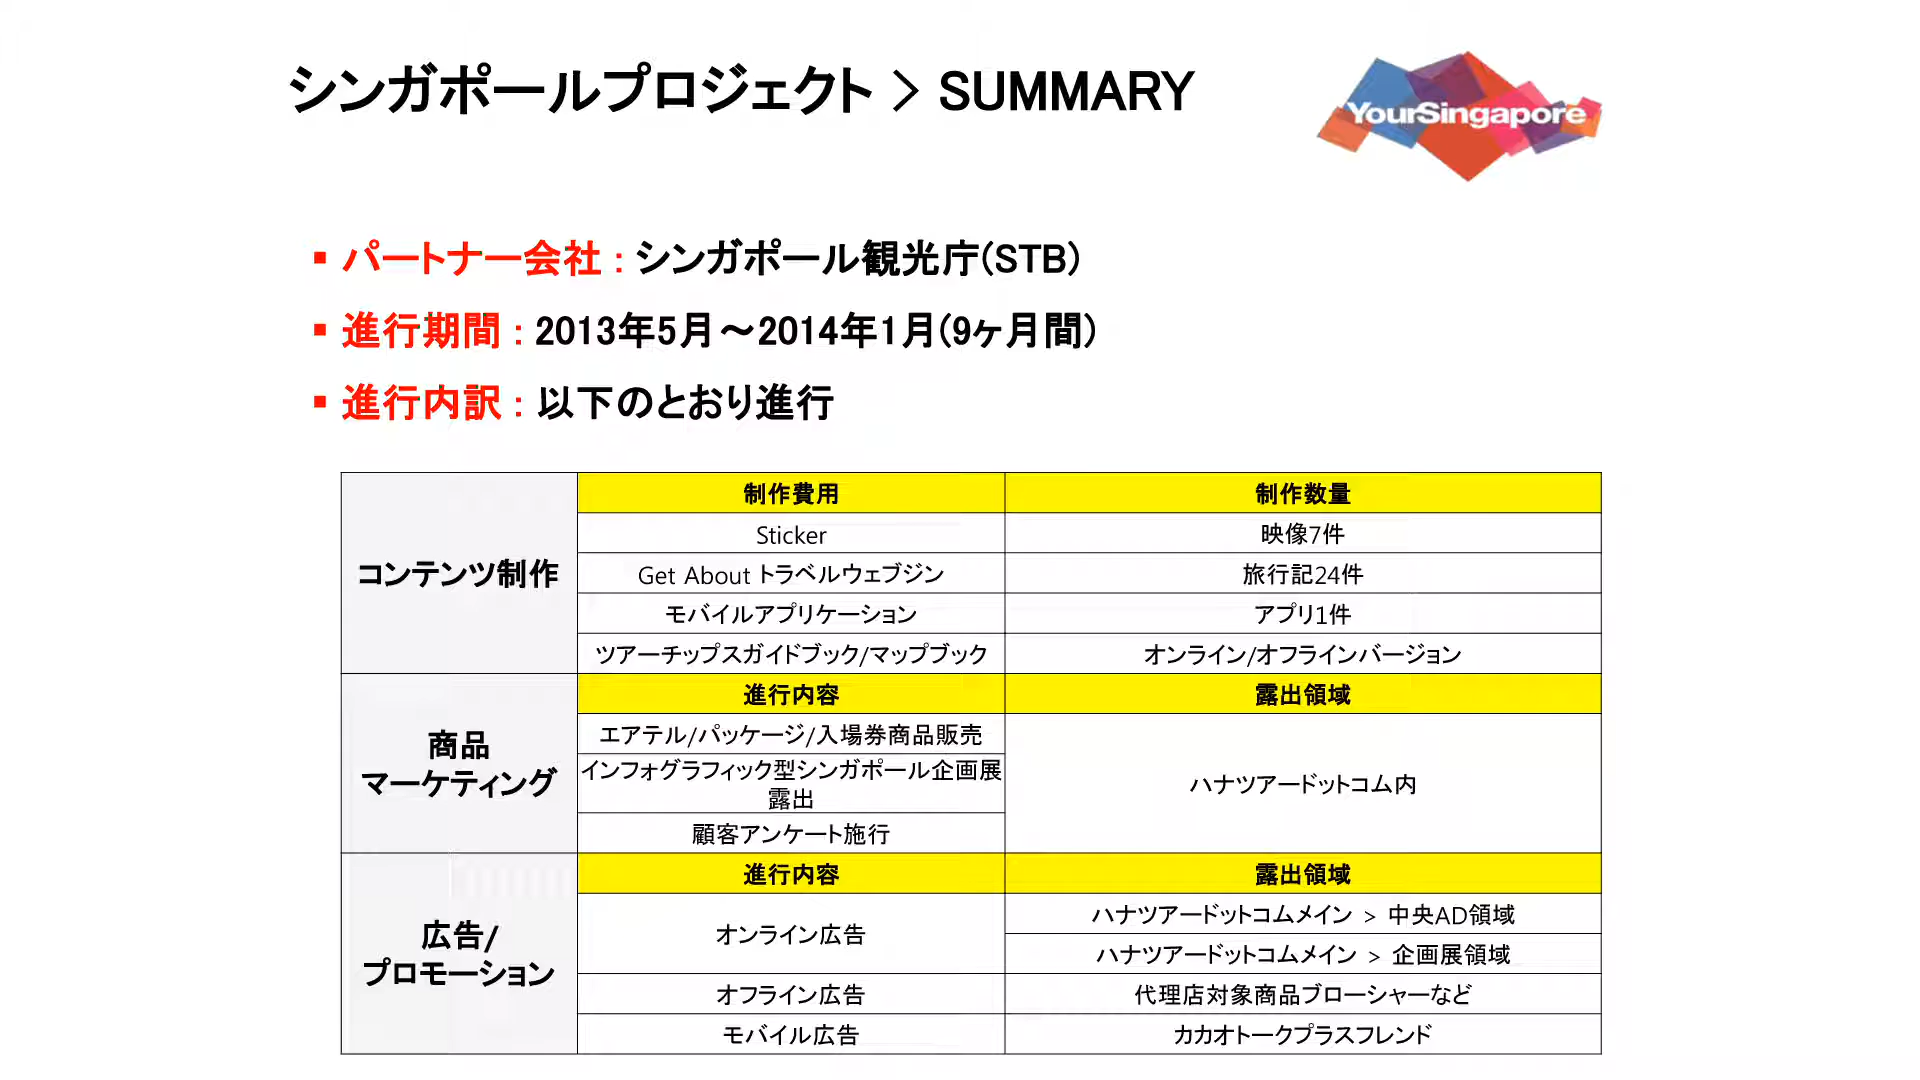 シンガポールプロジェクト > SUMMARY
YourSingapore
▪ パートナー会社 : シンガポール観光庁(STB)
▪ 進行期間 : 2013年5月～2014年1月(9ヶ月間)
▪ 進行内訳 : 以下のとおり進行
コンテンツ制作
制作費用 制作数量
Sticker 映像7件
Get About トラベルウェブジン 旅行記24件
モバイルアプリケーション アプリ1件
ツアーチップスガイドブック/マップブック オンライン/オフラインバージョン
商品
マーケティング
進行内容 露出領域
エアテル/パッケージ/入場券商品販売
インフォグラフィック型シンガポール企画展
露出
顧客アンケート施行
ハナツアードットコム内
広告/
プロモーション
進行内容 露出領域
オンライン広告
ハナツアードットコムメイン > 中央AD領域
ハナツアードットコムメイン > 企画展領域
オフライン広告 代理店対象商品ブローシャーなど
モバイル広告 カカオトークプラスフレンド